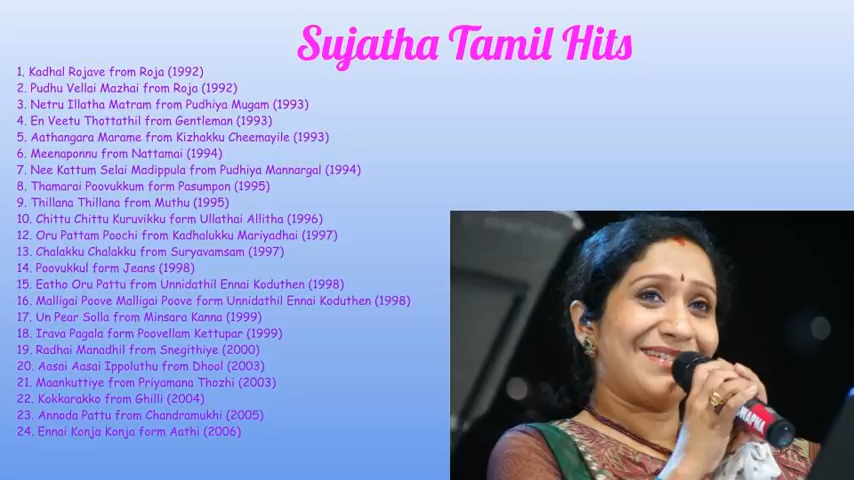 Sujatha Tamil Hits
1. Kadhal Rojave from Roja (1992)
2. Pudhu Vellai Mazhai from Roja (1992)
3. Netru Illatha Matram from Pudhiya Mugam (1993)
4. En Veetu Thottathil from Gentleman (1993)
5. Aathangara Marame from Kizhakku Cheemayile (1993)
6. Meenaponnu from Nattamai (1994)
7. Nee Kattum Selai Madippula from Pudhiya Mannargal (1994)
8. Thamarai Poovukkum form Pasumpon (1995)
9. Thillana Thillana from Muthu (1995)
10. Chittu Chittu Kuruvikku form Ullathai Allitha (1996)
12. Oru Pattam Poochi from Kadhalukku Mariyadhai (1997)
13. Chalakku Chalakku from Suryavamsam (1997)
14. Poovukkul form Jeans (1998)
15. Eatho Oru Pattu from Unnidathil Ennai Koduthen (1998)
16. Malligai Poove Malligai Poove form Unnidathil Ennai Koduthen (1998)
17. Un Pear Solla from Minsara Kanna (1999)
18. Irava Pagala form Poovellam Kettupar (1999)
19. Radhai Manadhil from Snegithiye (2000)
20. Aasai Aasai Ippoluthu from Dhool (2003)
21. Maankuttiye from Priyamana Thozhi (2003)
22. Kokkarakko from Ghilli (2004)
23. Annoda Pattu from Chandramukhi (2005)
24. Ennai Konja Konja form Aathi (2006)